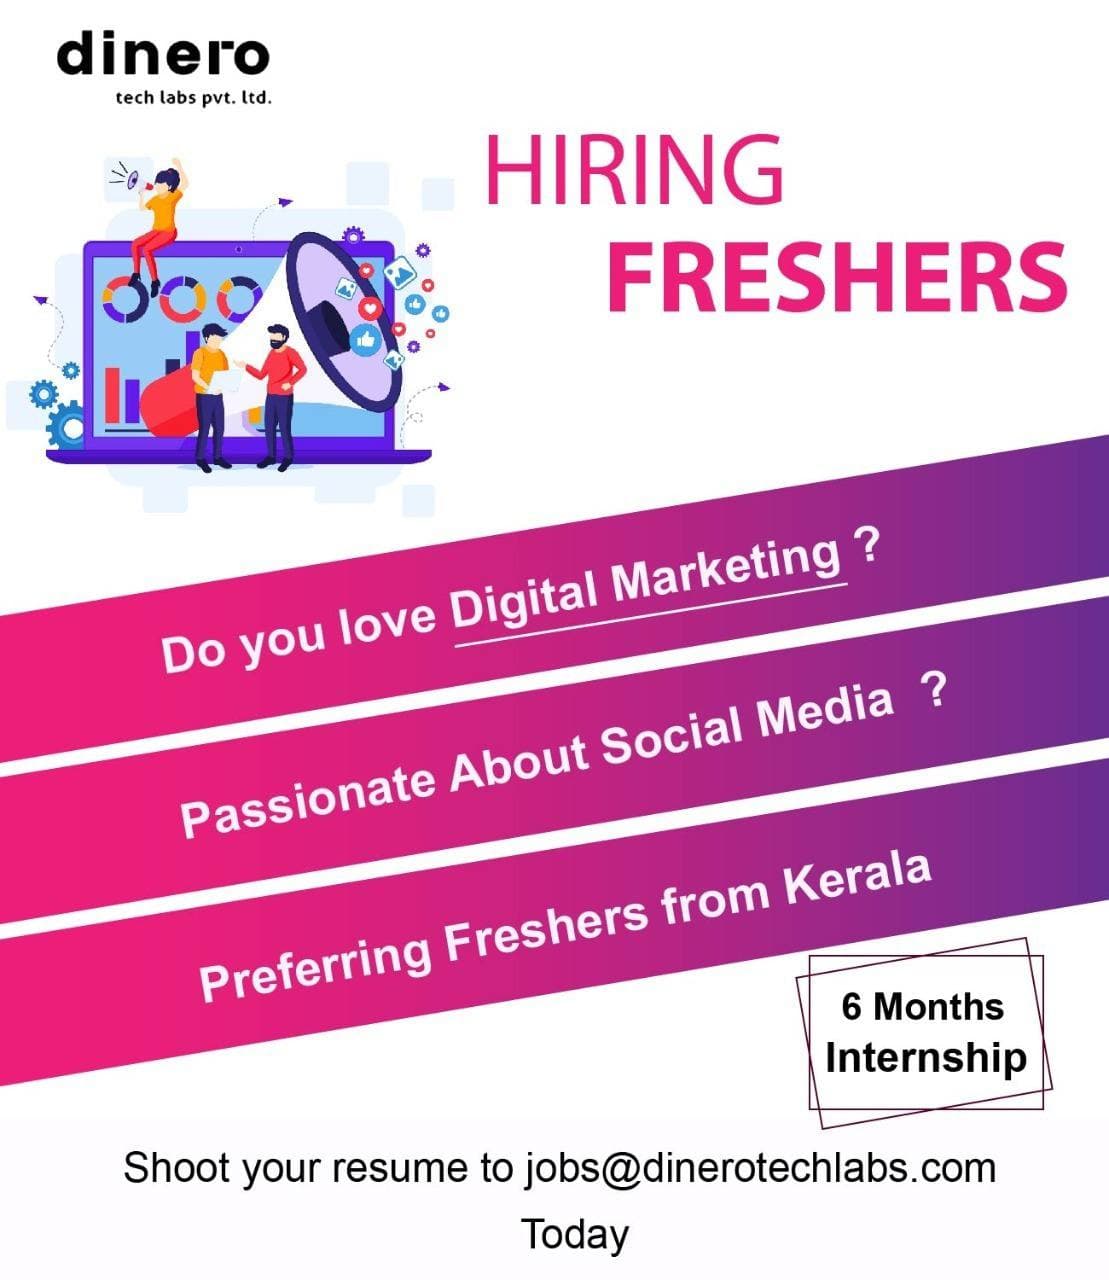 dinero
tech labs pvt. ltd.
HIRING
FRESHERS
Do you love Digital Marketing ?
Passionate About Social Media ?
Preferring Freshers from Kerala
6 Months
Internship
Shoot your resume to jobs@dinerotechlabs.com
Today